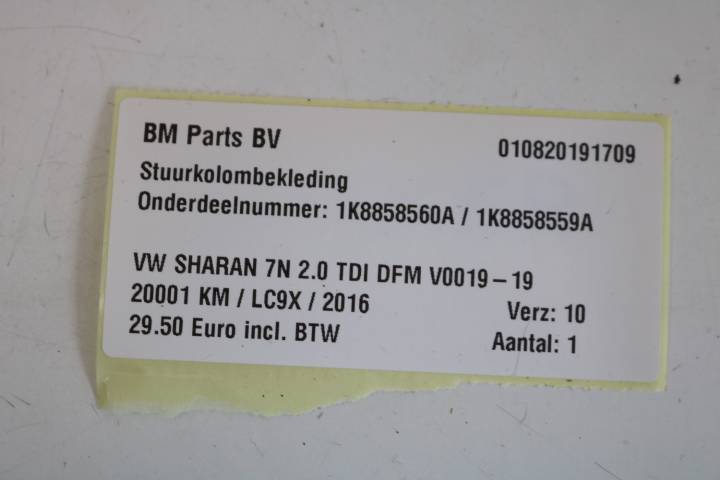 BM Parts BV 010820191709
Stuurkolombekleding
Onderdeelnummer: 1K8858560A / 1K8858559A
VW SHARAN 7N 2.0 TDI DFM V0019-19
20001 KM / LC9X / 2016 Verz: 10
29.50 Euro incl. BTW Aantal: 1